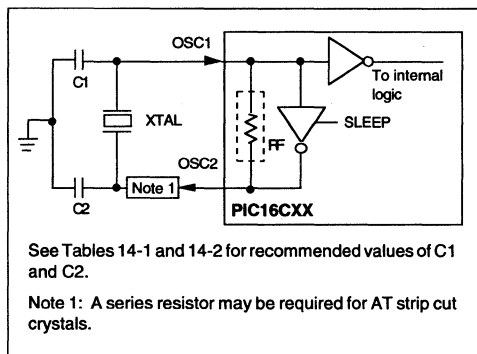 OSC1
C1
To internal
logic
XTAL
SLEEP
RF
OSC2
Note 1
C2
PIC16CXX
See Tables 14-1 and 14-2 for recommended values of C1
and C2.
Note 1: A series resistor may be required for AT strip cut
crystals.